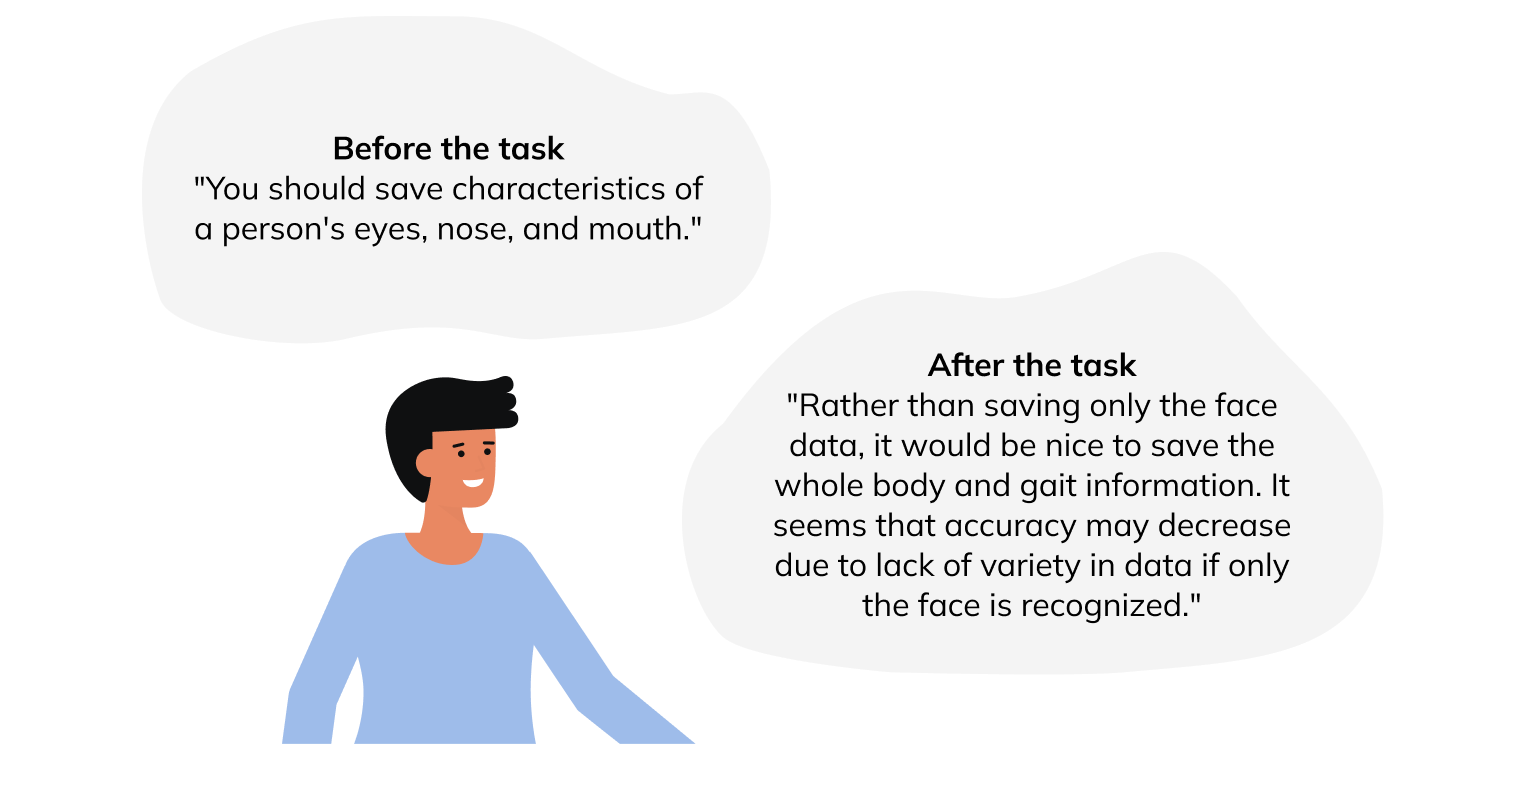 Before the task
"You should save characteristics of
a person's eyes, nose, and mouth."
After the task
"Rather than saving only the face
data, it would be nice to save the
whole body and gait information. It
seems that accuracy may decrease
due to lack of variety in data if only
the face is recognized."